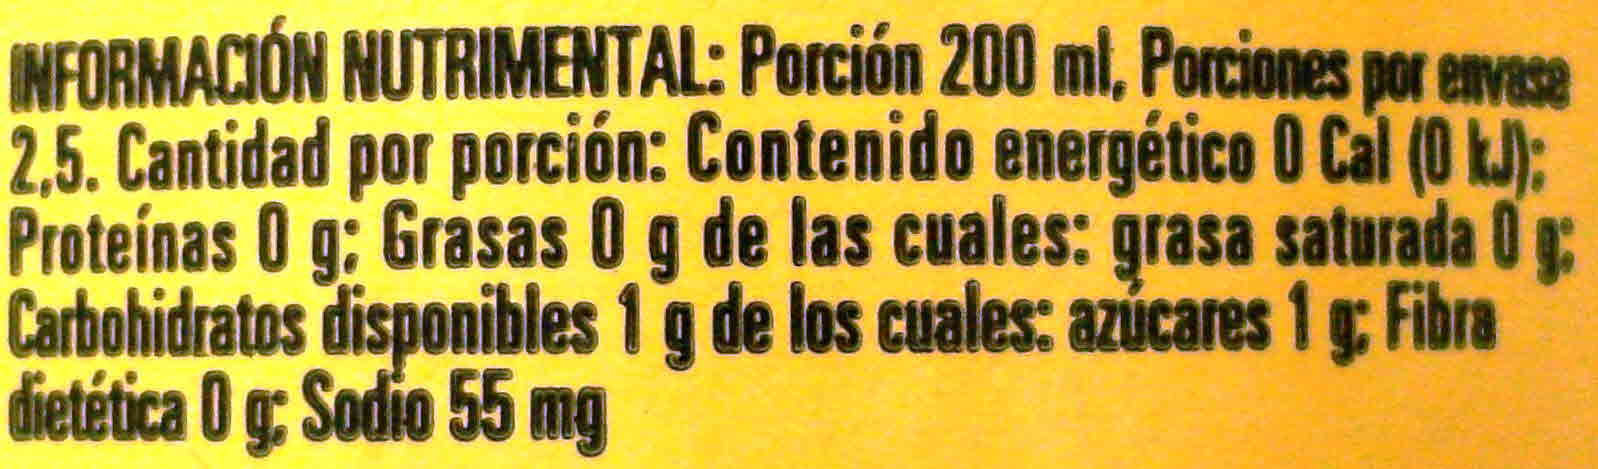 INFORMACIÓN NUTRIMENTAL: Porción 200 ml, Porciones por envase
2,5. Cantidad por porción: Contenido energético 0 Cal (0 kJ);
Proteínas 0 g; Grasas 0 g de las cuales: grasa saturada 0 g;
Carbohidratos disponibles 1 g de los cuales: azúcares 1 g; Fibra
dietética 0 g; Sodio 55 mg